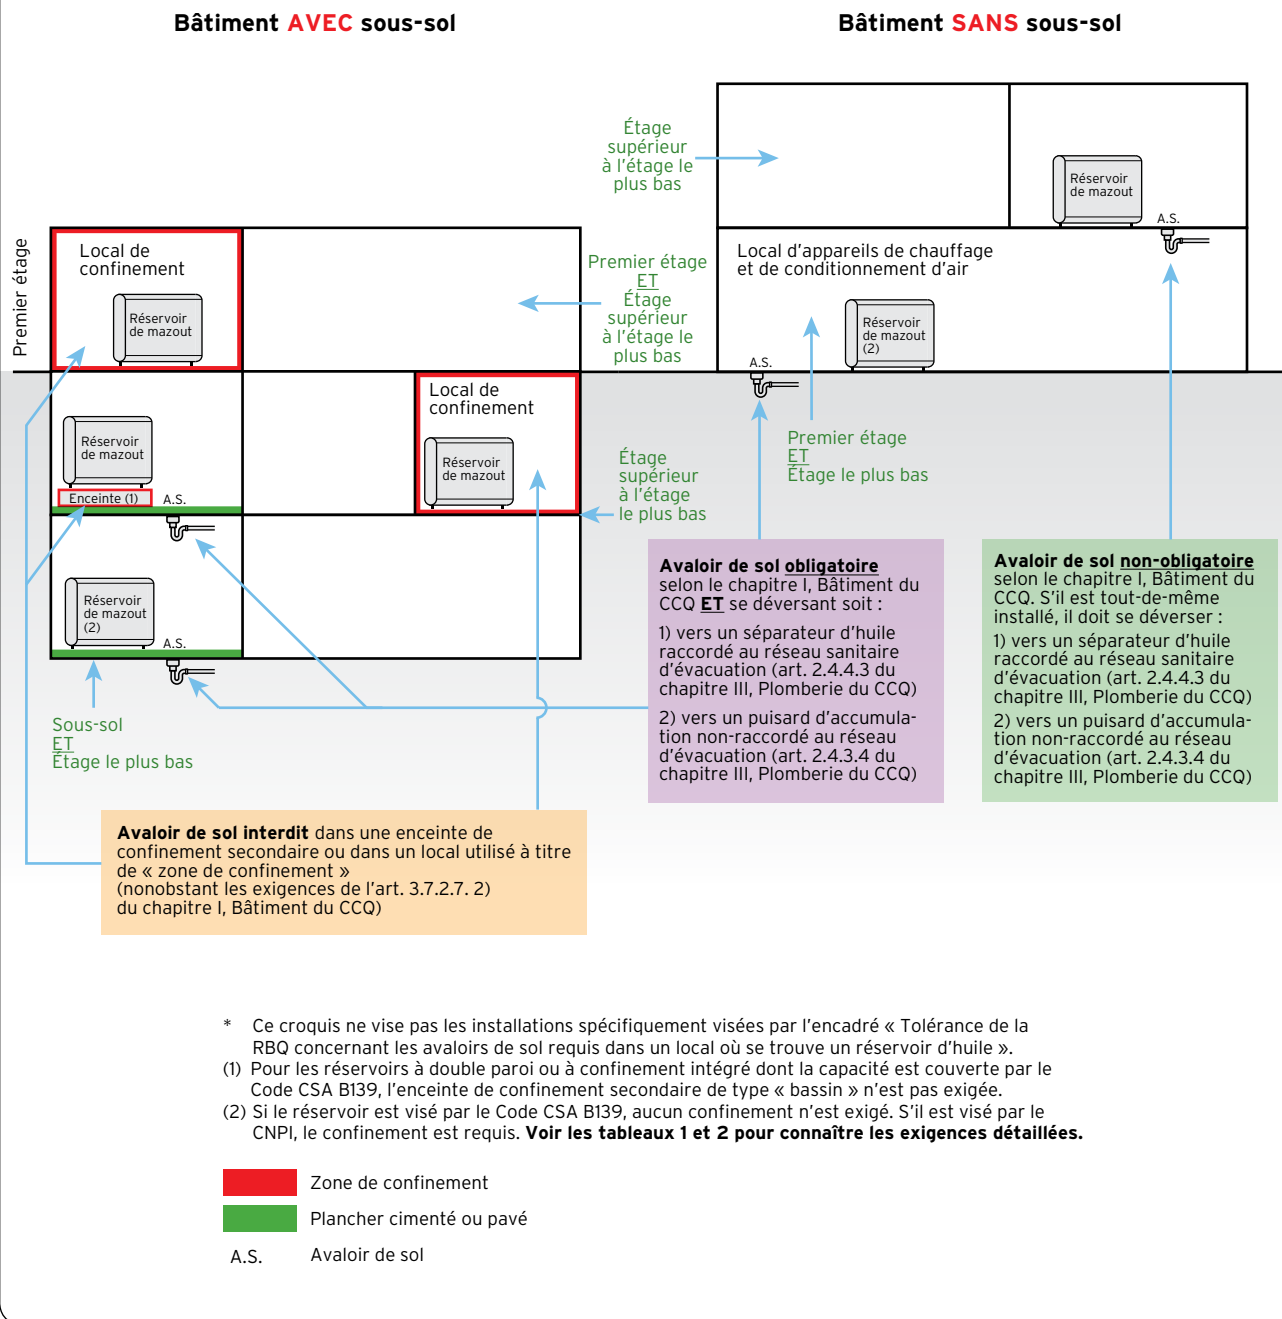 Bâtiment AVEC sous-sol
Bâtiment SANS sous-sol
Étage
supérieur
à l'étage le
plus bas
Réservoir
de mazout
A.S.
Premier étage
Local de
confinement
Réservoir
de mazout
Premier étage
ET
Étage
supérieur
à l'étage le
plus bas
Local d'appareils de chauffage
et de conditionnement d'air
Réservoir
de mazout
(2)
A.S.
Réservoir
de mazout
Enceinte (1)
A.S.
Local de
confinement
Réservoir
de mazout
Étage
supérieur
à l'étage
le plus bas
Premier étage
ET
Étage le plus bas
Réservoir
de mazout
(2)
A.S.
Sous-sol
ET
Étage le plus bas
Avaloir de sol obligatoire
selon le chapitre I, Bâtiment du
CCQ ET se déversant soit :
1) vers un séparateur d'huile
raccordé au réseau sanitaire
d'évacuation (art. 2.4.4.3 du
chapitre III, Plomberie du CCQ)
2) vers un puisard d'accumula-
tion non-raccordé au réseau
d'évacuation (art. 2.4.3.4 du
chapitre III, Plomberie du CCQ)
Avaloir de sol non-obligatoire
selon le chapitre I, Bâtiment du
CCQ. S'il est tout-de-même
installé, il doit se déverser :
1) vers un séparateur d'huile
raccordé au réseau sanitaire
d'évacuation (art. 2.4.4.3 du
chapitre III, Plomberie du CCQ)
2) vers un puisard d'accumula-
tion non-raccordé au réseau
d'évacuation (art. 2.4.3.4 du
chapitre III, Plomberie du CCQ)
Avaloir de sol interdit dans une enceinte de
confinement secondaire ou dans un local utilisé à titre
de « zone de confinement »
(nonobstant les exigences de l'art. 3.7.2.7. 2)
du chapitre I, Bâtiment du CCQ)
* Ce croquis ne vise pas les installations spécifiquement visées par l'encadré « Tolérance de la
RBQ concernant les avaloirs de sol requis dans un local où se trouve un réservoir d'huile ».
(1) Pour les réservoirs à double paroi ou à confinement intégré dont la capacité est couverte par le
Code CSA B139, l'enceinte de confinement secondaire de type « bassin » n'est pas exigée.
(2) Si le réservoir est visé par le Code CSA B139, aucun confinement n'est exigé. S'il est visé par le
CNPI, le confinement est requis. Voir les tableaux 1 et 2 pour connaître les exigences détaillées.
Zone de confinement
Plancher cimenté ou pavé
A.S. Avaloir de sol